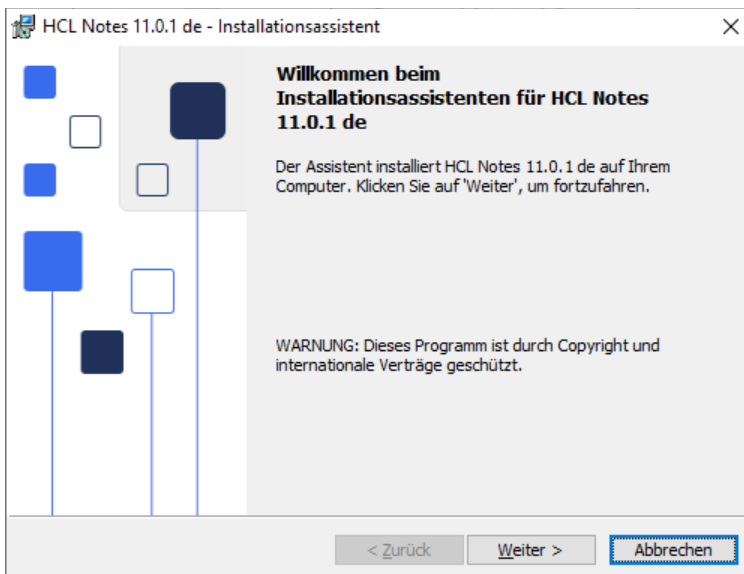 HCL Notes 11.0.1 de - Installationsassistent
Willkommen beim
Installationsassistenten für HCL Notes
11.0.1 de
Der Assistent installiert HCL Notes 11.0.1 de auf Ihrem
Computer. Klicken Sie auf 'Weiter', um fortzufahren.
WARNUNG: Dieses Programm ist durch Copyright und
internationale Verträge geschützt.
< Zurück Weiter > Abbrechen